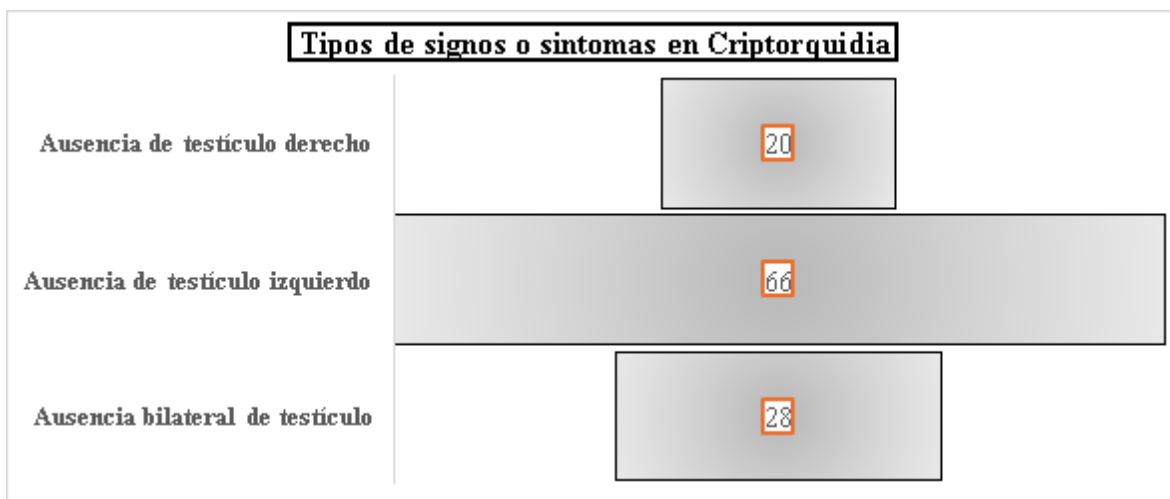 Tipos de signos o sintomas en Criptorquidia
Ausencia de testículo derecho
20
Ausencia de testículo izquierdo
66
Ausencia bilateral de testículo
28